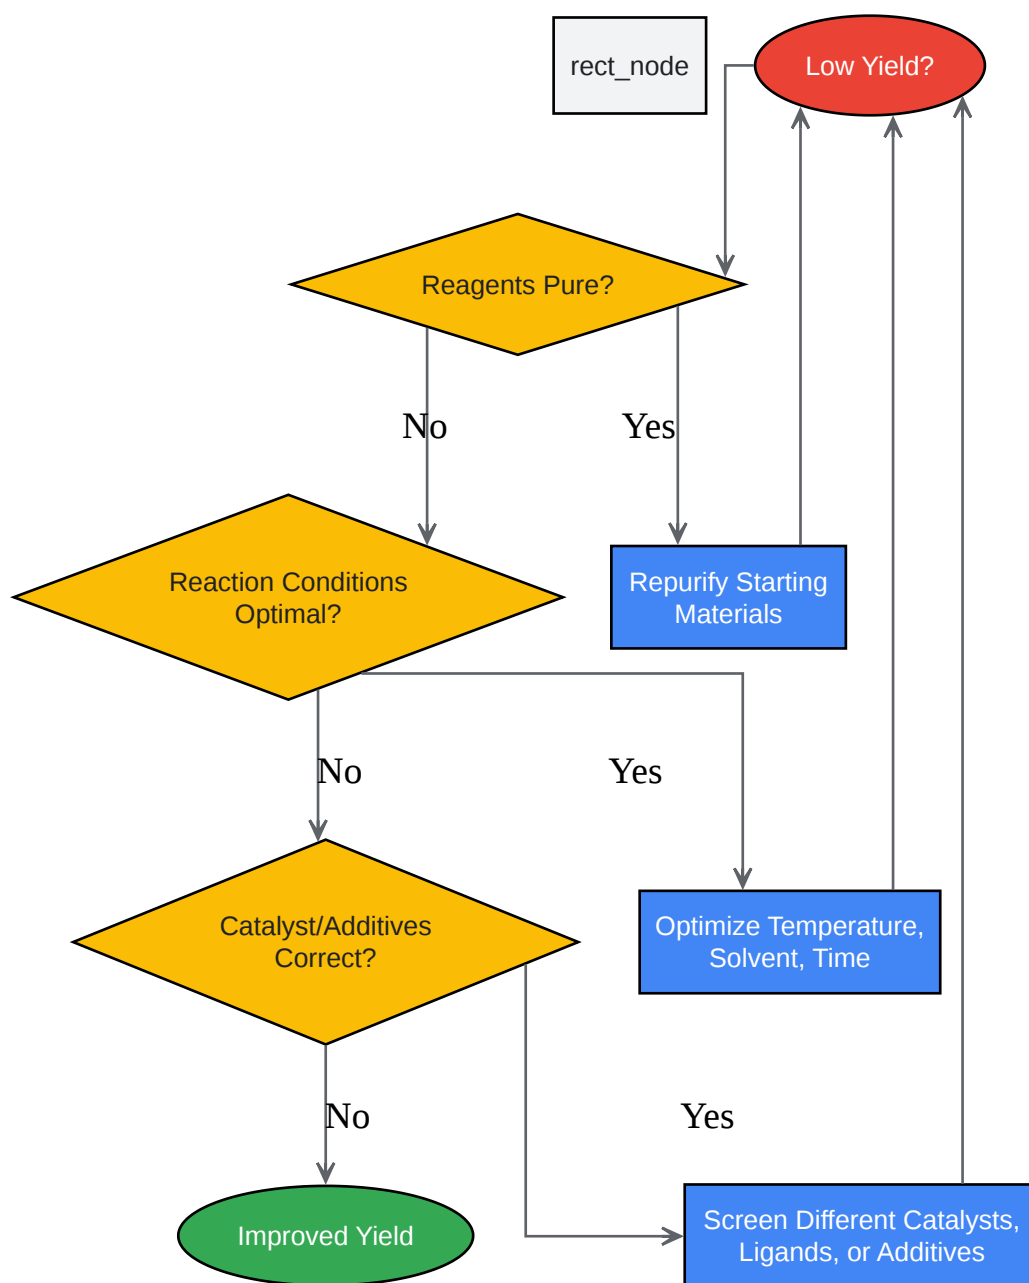 rect_node
Low Yield?
Reagents Pure?
No
Yes
Reaction Conditions
Optimal?
Repurify Starting
Materials
No
Yes
Catalyst/Additives
Correct?
Optimize Temperature,
Solvent, Time
No
Yes
Improved Yield
Screen Different Catalysts,
Ligands, or Additives